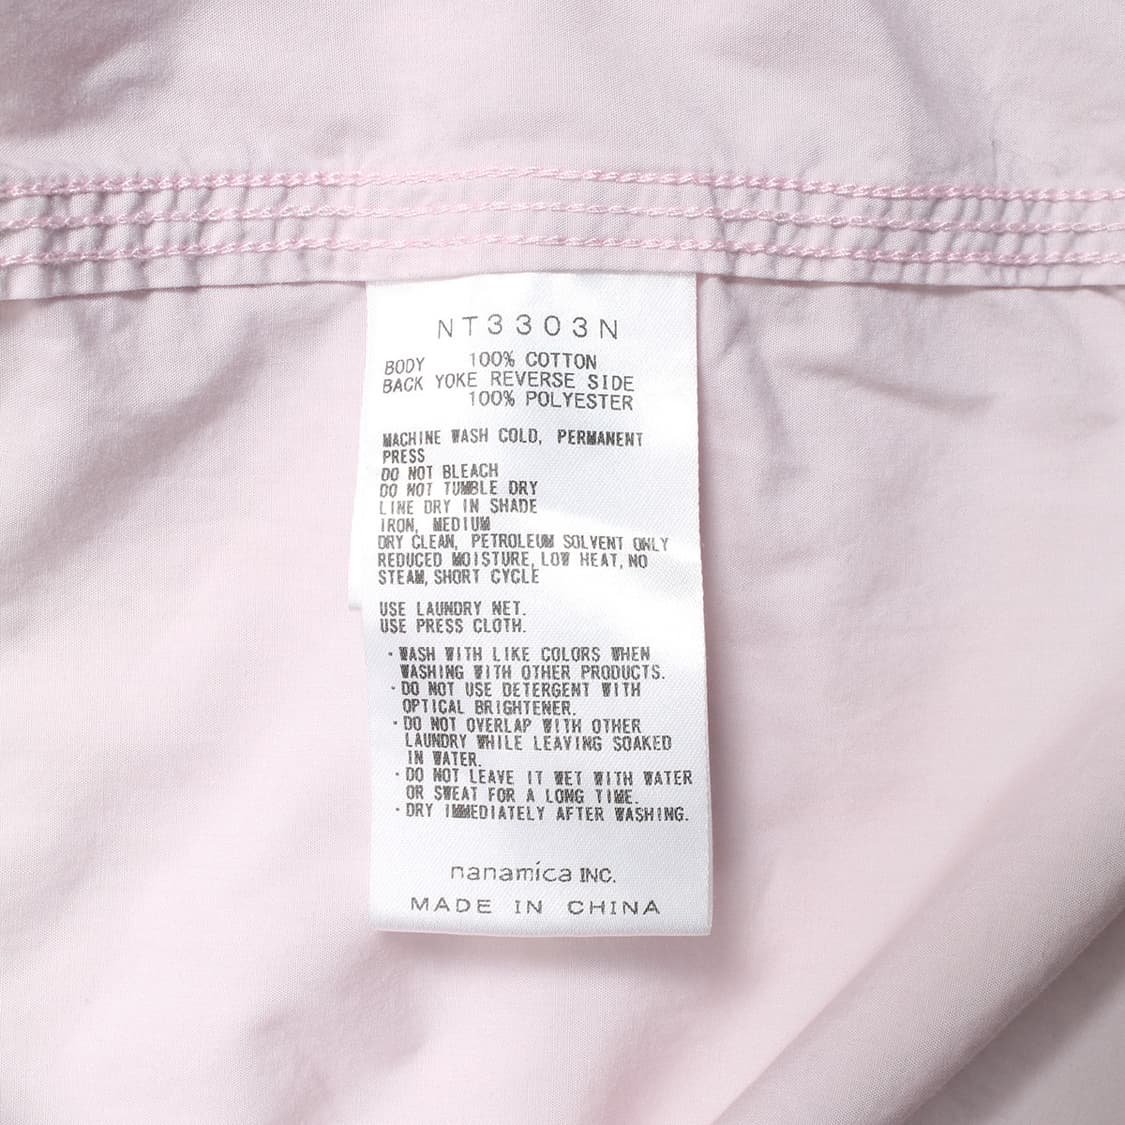 NT3303N
BODY 100% COTTON
BACK YOKE REVERSE SIDE
100% POLYESTER
MACHINE WASH COLD, PERMANENT
PRESS
DO NOT BLEACH
DO NOT TUMBLE DRY
LINE DRY IN SHADE
IRON, MEDIUM
DRY CLEAN, PETROLEUM SOLVENT ONLY
REDUCED MOISTURE, LOW HEAT, NO
STEAM, SHORT CYCLE
USE LAUNDRY NET.
USE PRESS CLOTH.
・WASH WITH LIKE COLORS WHEN
WASHING WITH OTHER PRODUCTS.
・DO NOT USE DETERGENT WITH
OPTICAL BRIGHTENER.
・DO NOT OVERLAP WITH OTHER
LAUNDRY WHILE LEAVING SOAKED
IN WATER.
・DO NOT LEAVE IT WET WITH WATER
OR SWEAT FOR A LONG TIME.
・DRY IMMEDIATELY AFTER WASHING.
nanamica INC.
MADE IN CHINA